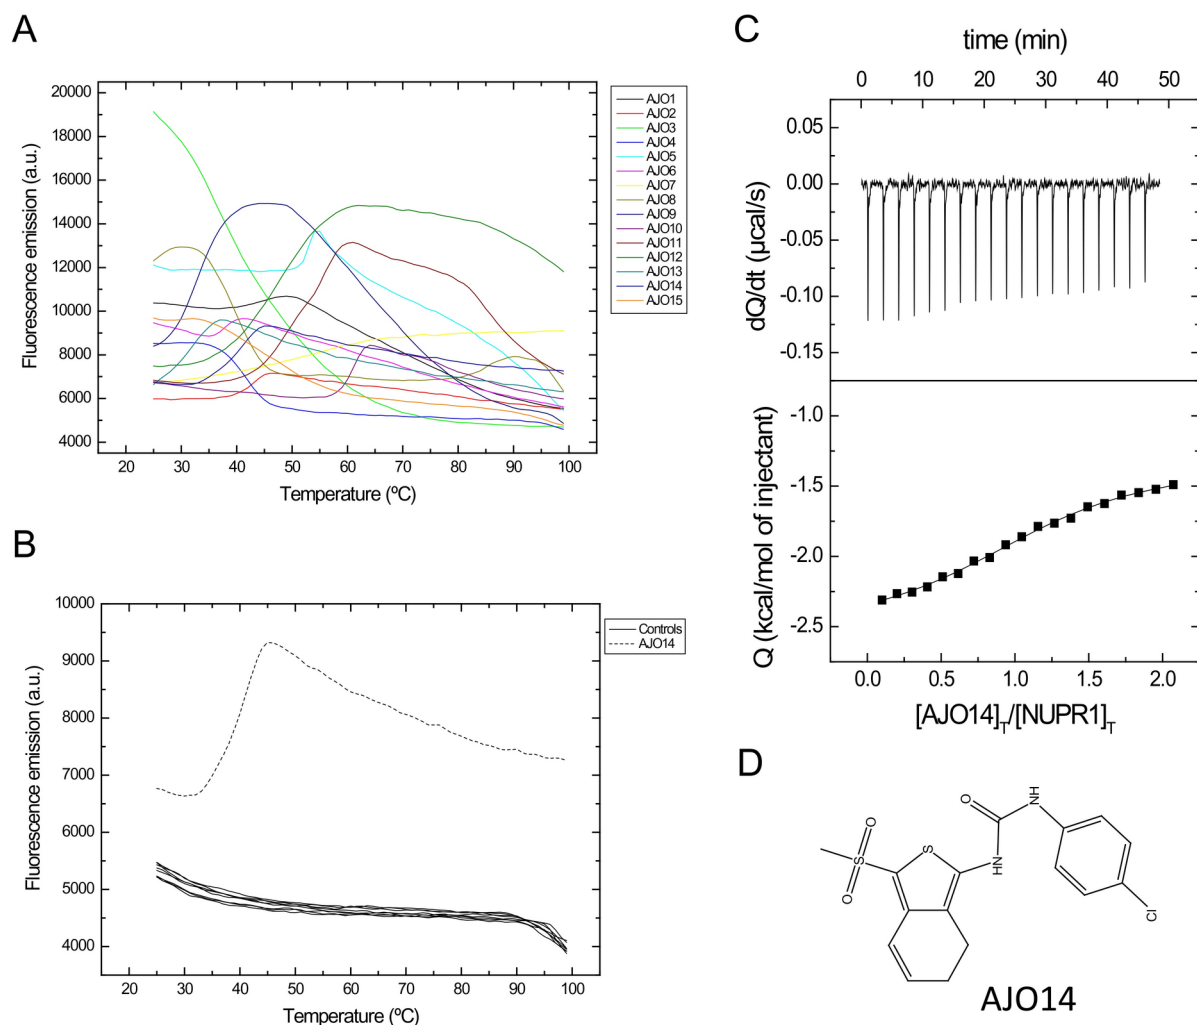 A
20000
18000
16000
14000
12000
10000
8000
6000
4000
Fluorescence emission (a.u.)
20 30 40 50 60 70 80 90 100
Temperature (ºC)
AJO1
AJO2
AJO3
AJO4
AJO5
AJO6
AJO7
AJO8
AJO9
AJO10
AJO11
AJO12
AJO13
AJO14
AJO15
B
10000
9000
8000
7000
6000
5000
4000
Fluorescence emission (a.u.)
20 30 40 50 60 70 80 90 100
Temperature (ºC)
Controls
AJO14
C
time (min)
0 10 20 30 40 50
0.05
0.00
-0.05
-0.10
-0.15
dQ/dt (µcal/s)
-1.0
-1.5
-2.0
-2.5
Q (kcal/mol of injectant)
0.0 0.5 1.0 1.5 2.0
[AJO14]T/[NUPR1]T
D
O
NH
O
S
S
HN
O
Cl
AJO14